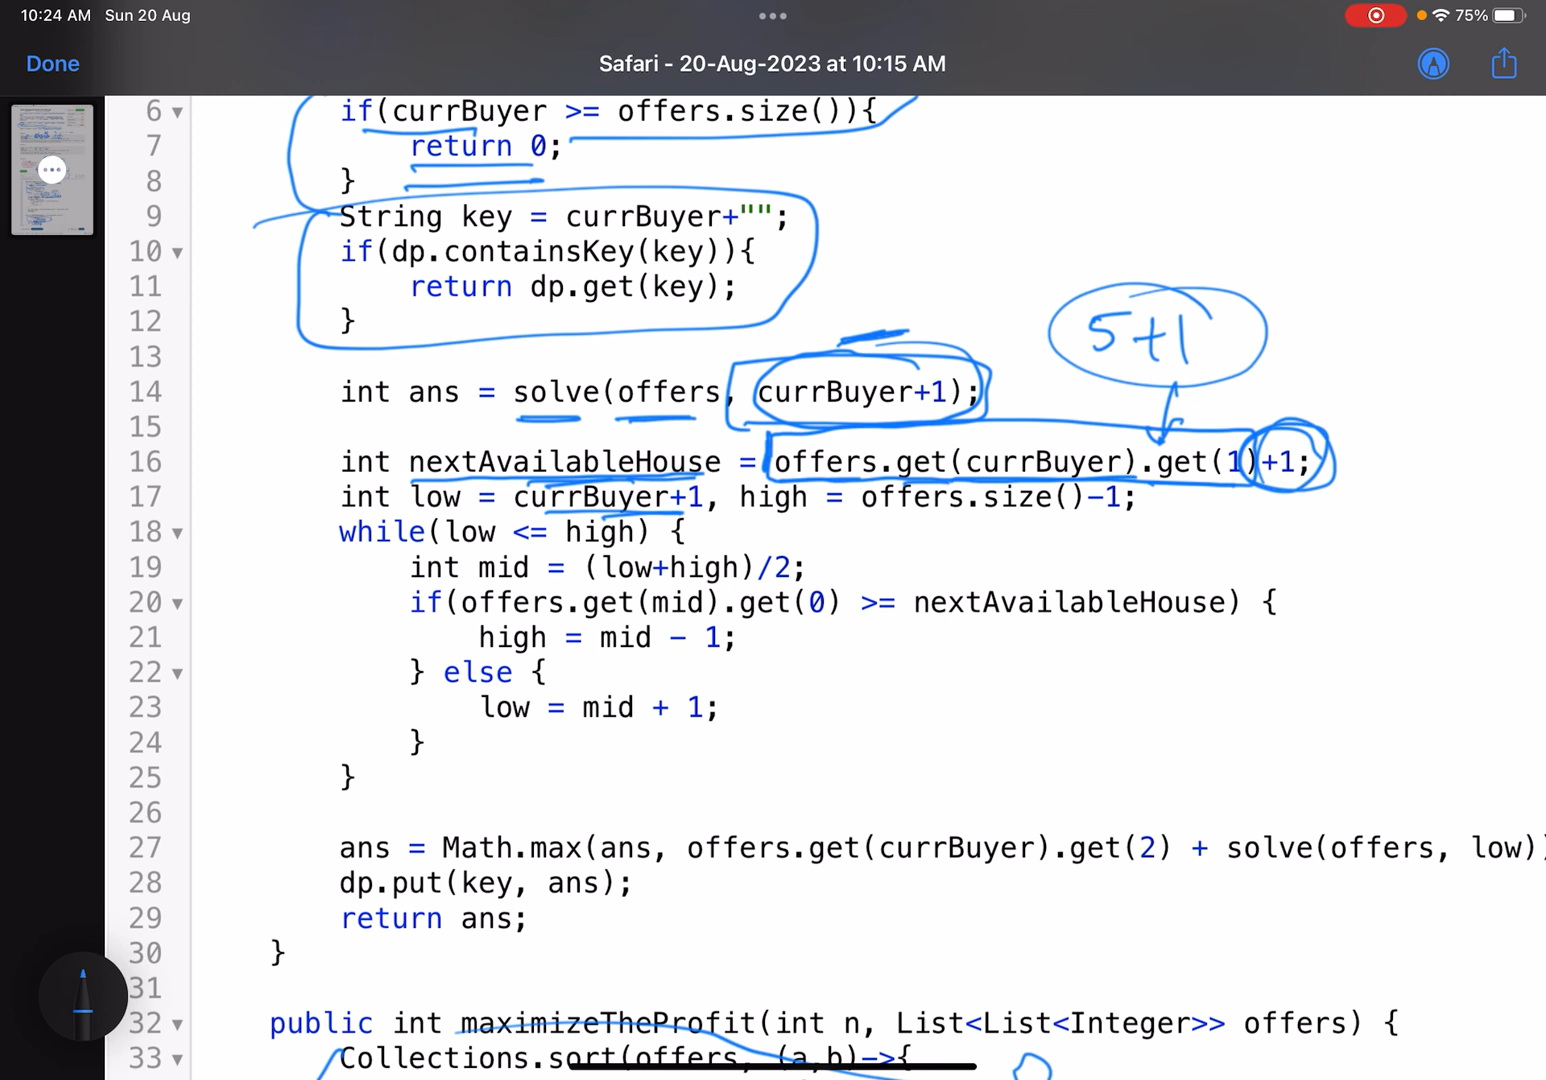 10:24 AM Sun 20 Aug
75%
Done
Safari - 20-Aug-2023 at 10:15 AM
6 if(currBuyer >= offers.size()){
7 return 0;
8 }
9 String key = currBuyer+"";
10 if(dp.containsKey(key)){
11 return dp.get(key);
12 }
13
5+1
14 int ans = solve(offers, currBuyer+1);
15
16 int nextAvailableHouse = offers.get(currBuyer).get(1)+1;
17 int low = currBuyer+1, high = offers.size()-1;
18 while(low <= high) {
19 int mid = (low+high)/2;
20 if(offers.get(mid).get(0) >= nextAvailableHouse) {
21 high = mid - 1;
22 } else {
23 low = mid + 1;
24 }
25 }
26
27 ans = Math.max(ans, offers.get(currBuyer).get(2) + solve(offers, low))
28 dp.put(key, ans);
29 return ans;
30 }
31
32 public int maximizeTheProfit(int n, List<List<Integer>> offers) {
33 Collections.sort(offers, (a,b)->{